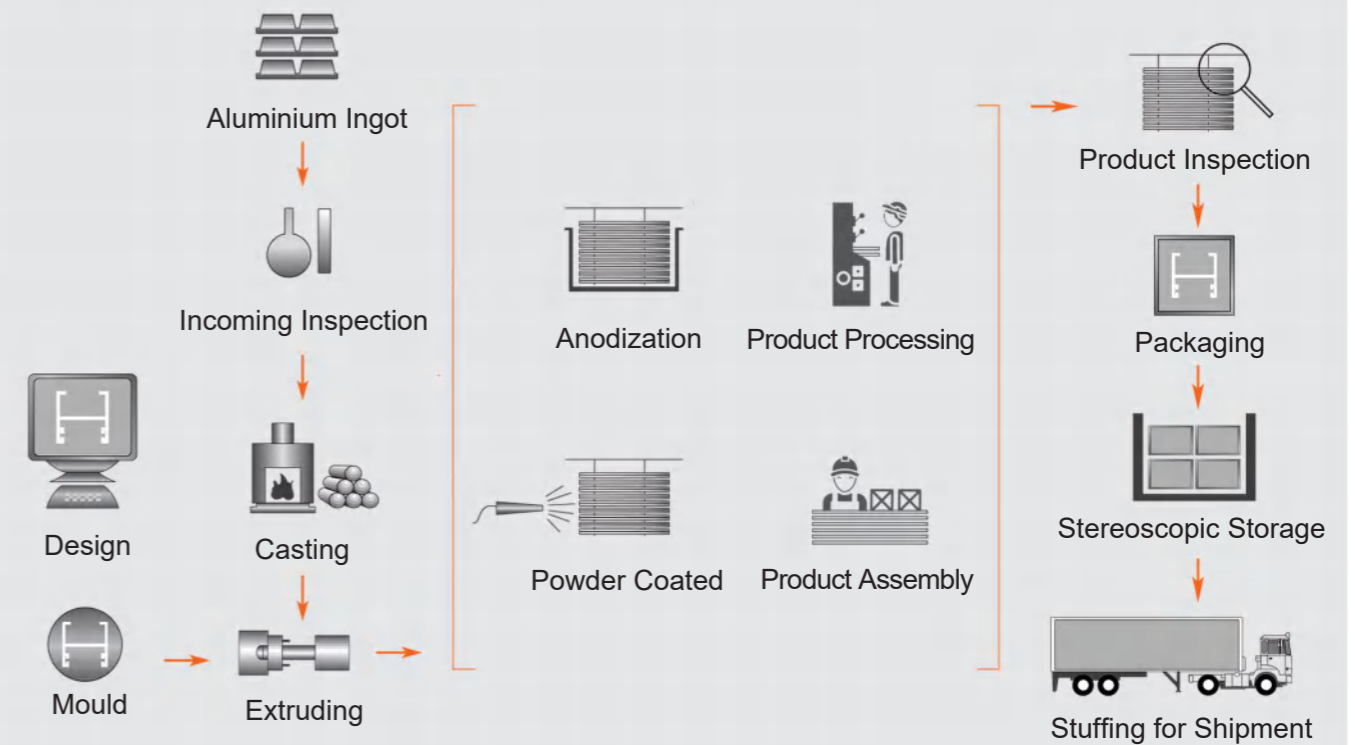 Aluminium Ingot
Incoming Inspection
Design
Casting
Mould
Extruding
Anodization
Product Processing
Powder Coated
Product Assembly
Product Inspection
Packaging
Stereoscopic Storage
Stuffing for Shipment